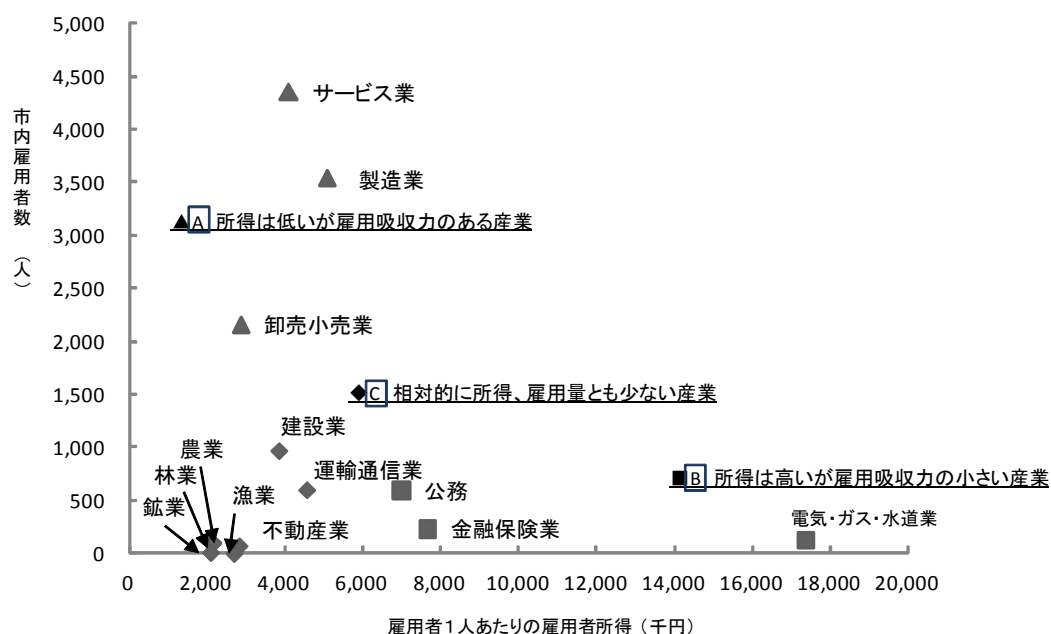 5,000
4,500
4,000
3,500
3,000
2,500
2,000
1,500
1,000
500
0
市内雇用者数（人）
サービス業
製造業
A 所得は低いが雇用吸収力のある産業
卸売小売業
C 相対的に所得、雇用量とも少ない産業
建設業
農業
運輸通信業
林業
B 所得は高いが雇用吸収力の小さい産業
公務
漁業
鉱業
不動産業
金融保険業
電気・ガス・水道業
0 2,000 4,000 6,000 8,000 10,000 12,000 14,000 16,000 18,000 20,000
雇用者１人あたりの雇用者所得（千円）